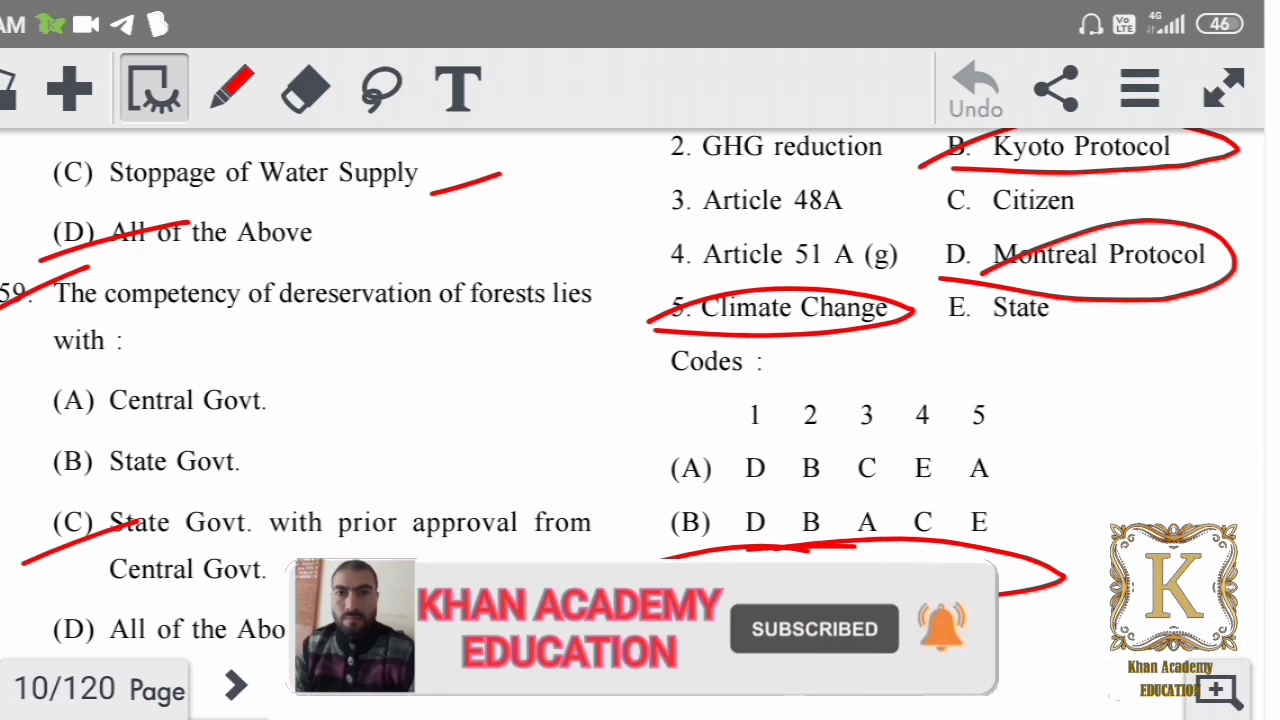 AM
Vo
LTE
4G
46
T
Undo
(C) Stoppage of Water Supply
(D) All of the Above
59. The competency of dereservation of forests lies
with :
(A) Central Govt.
(B) State Govt.
(C) State Govt. with prior approval from
Central Govt.
(D) All of the Abo
2. GHG reduction B. Kyoto Protocol
3. Article 48A C. Citizen
4. Article 51 A (g) D. Montreal Protocol
5. Climate Change E. State
Codes :
1 2 3 4 5
(A) D B C E A
(B) D B A C E
KHAN ACADEMY
EDUCATION
SUBSCRIBED
K
Khan Academy
EDUCATION
10/120 Page